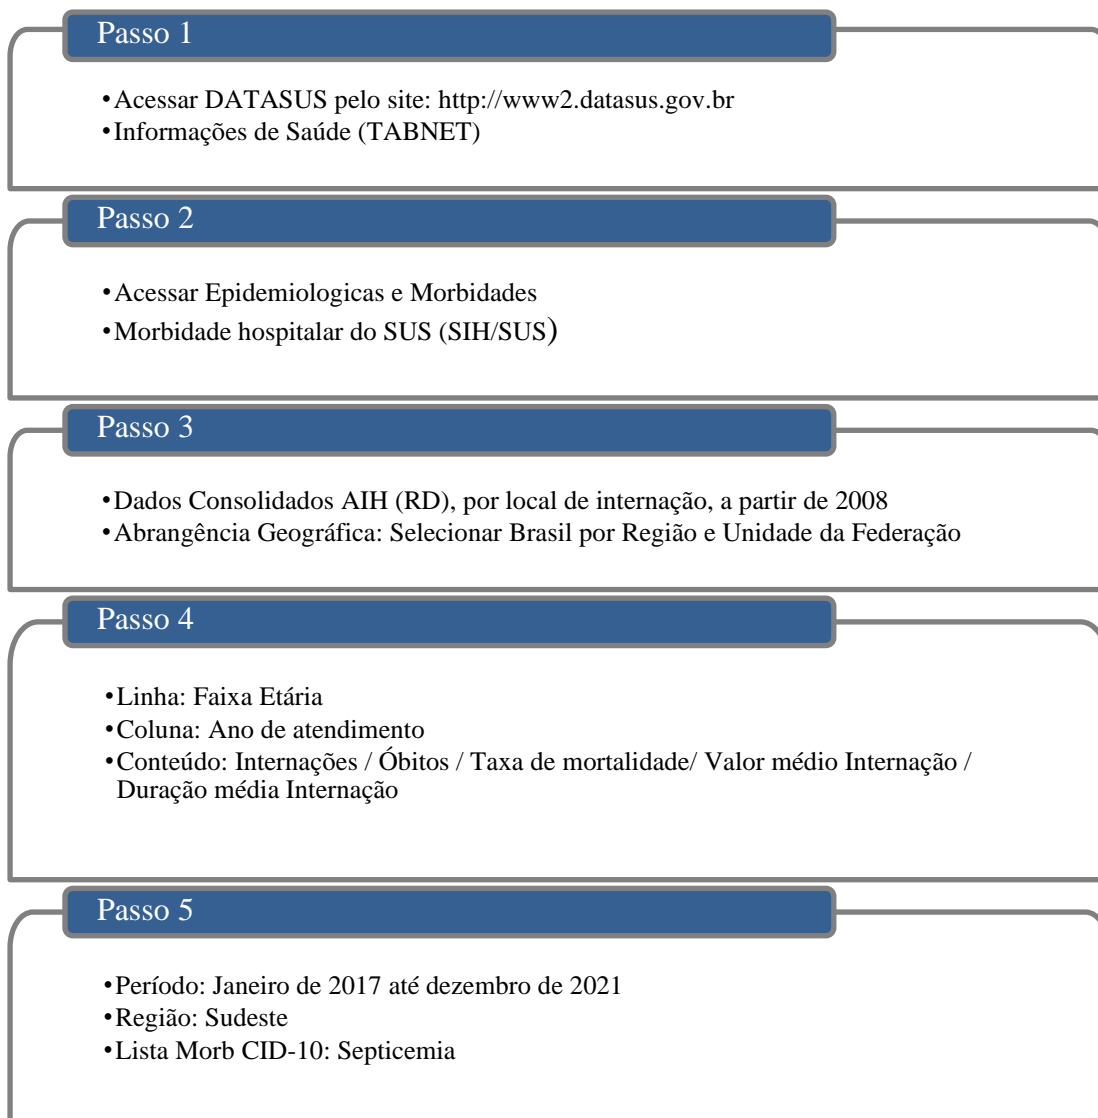 Passo 1
•Acessar DATASUS pelo site: http://www2.datasus.gov.br
•Informações de Saúde (TABNET)
Passo 2
•Acessar Epidemiologicas e Morbidades
•Morbidade hospitalar do SUS (SIH/SUS)
Passo 3
•Dados Consolidados AIH (RD), por local de internação, a partir de 2008
•Abrangência Geográfica: Selecionar Brasil por Região e Unidade da Federação
Passo 4
•Linha: Faixa Etária
•Coluna: Ano de atendimento
•Conteúdo: Internações / Óbitos / Taxa de mortalidade/ Valor médio Internação /
Duração média Internação
Passo 5
•Período: Janeiro de 2017 até dezembro de 2021
•Região: Sudeste
•Lista Morb CID-10: Septicemia